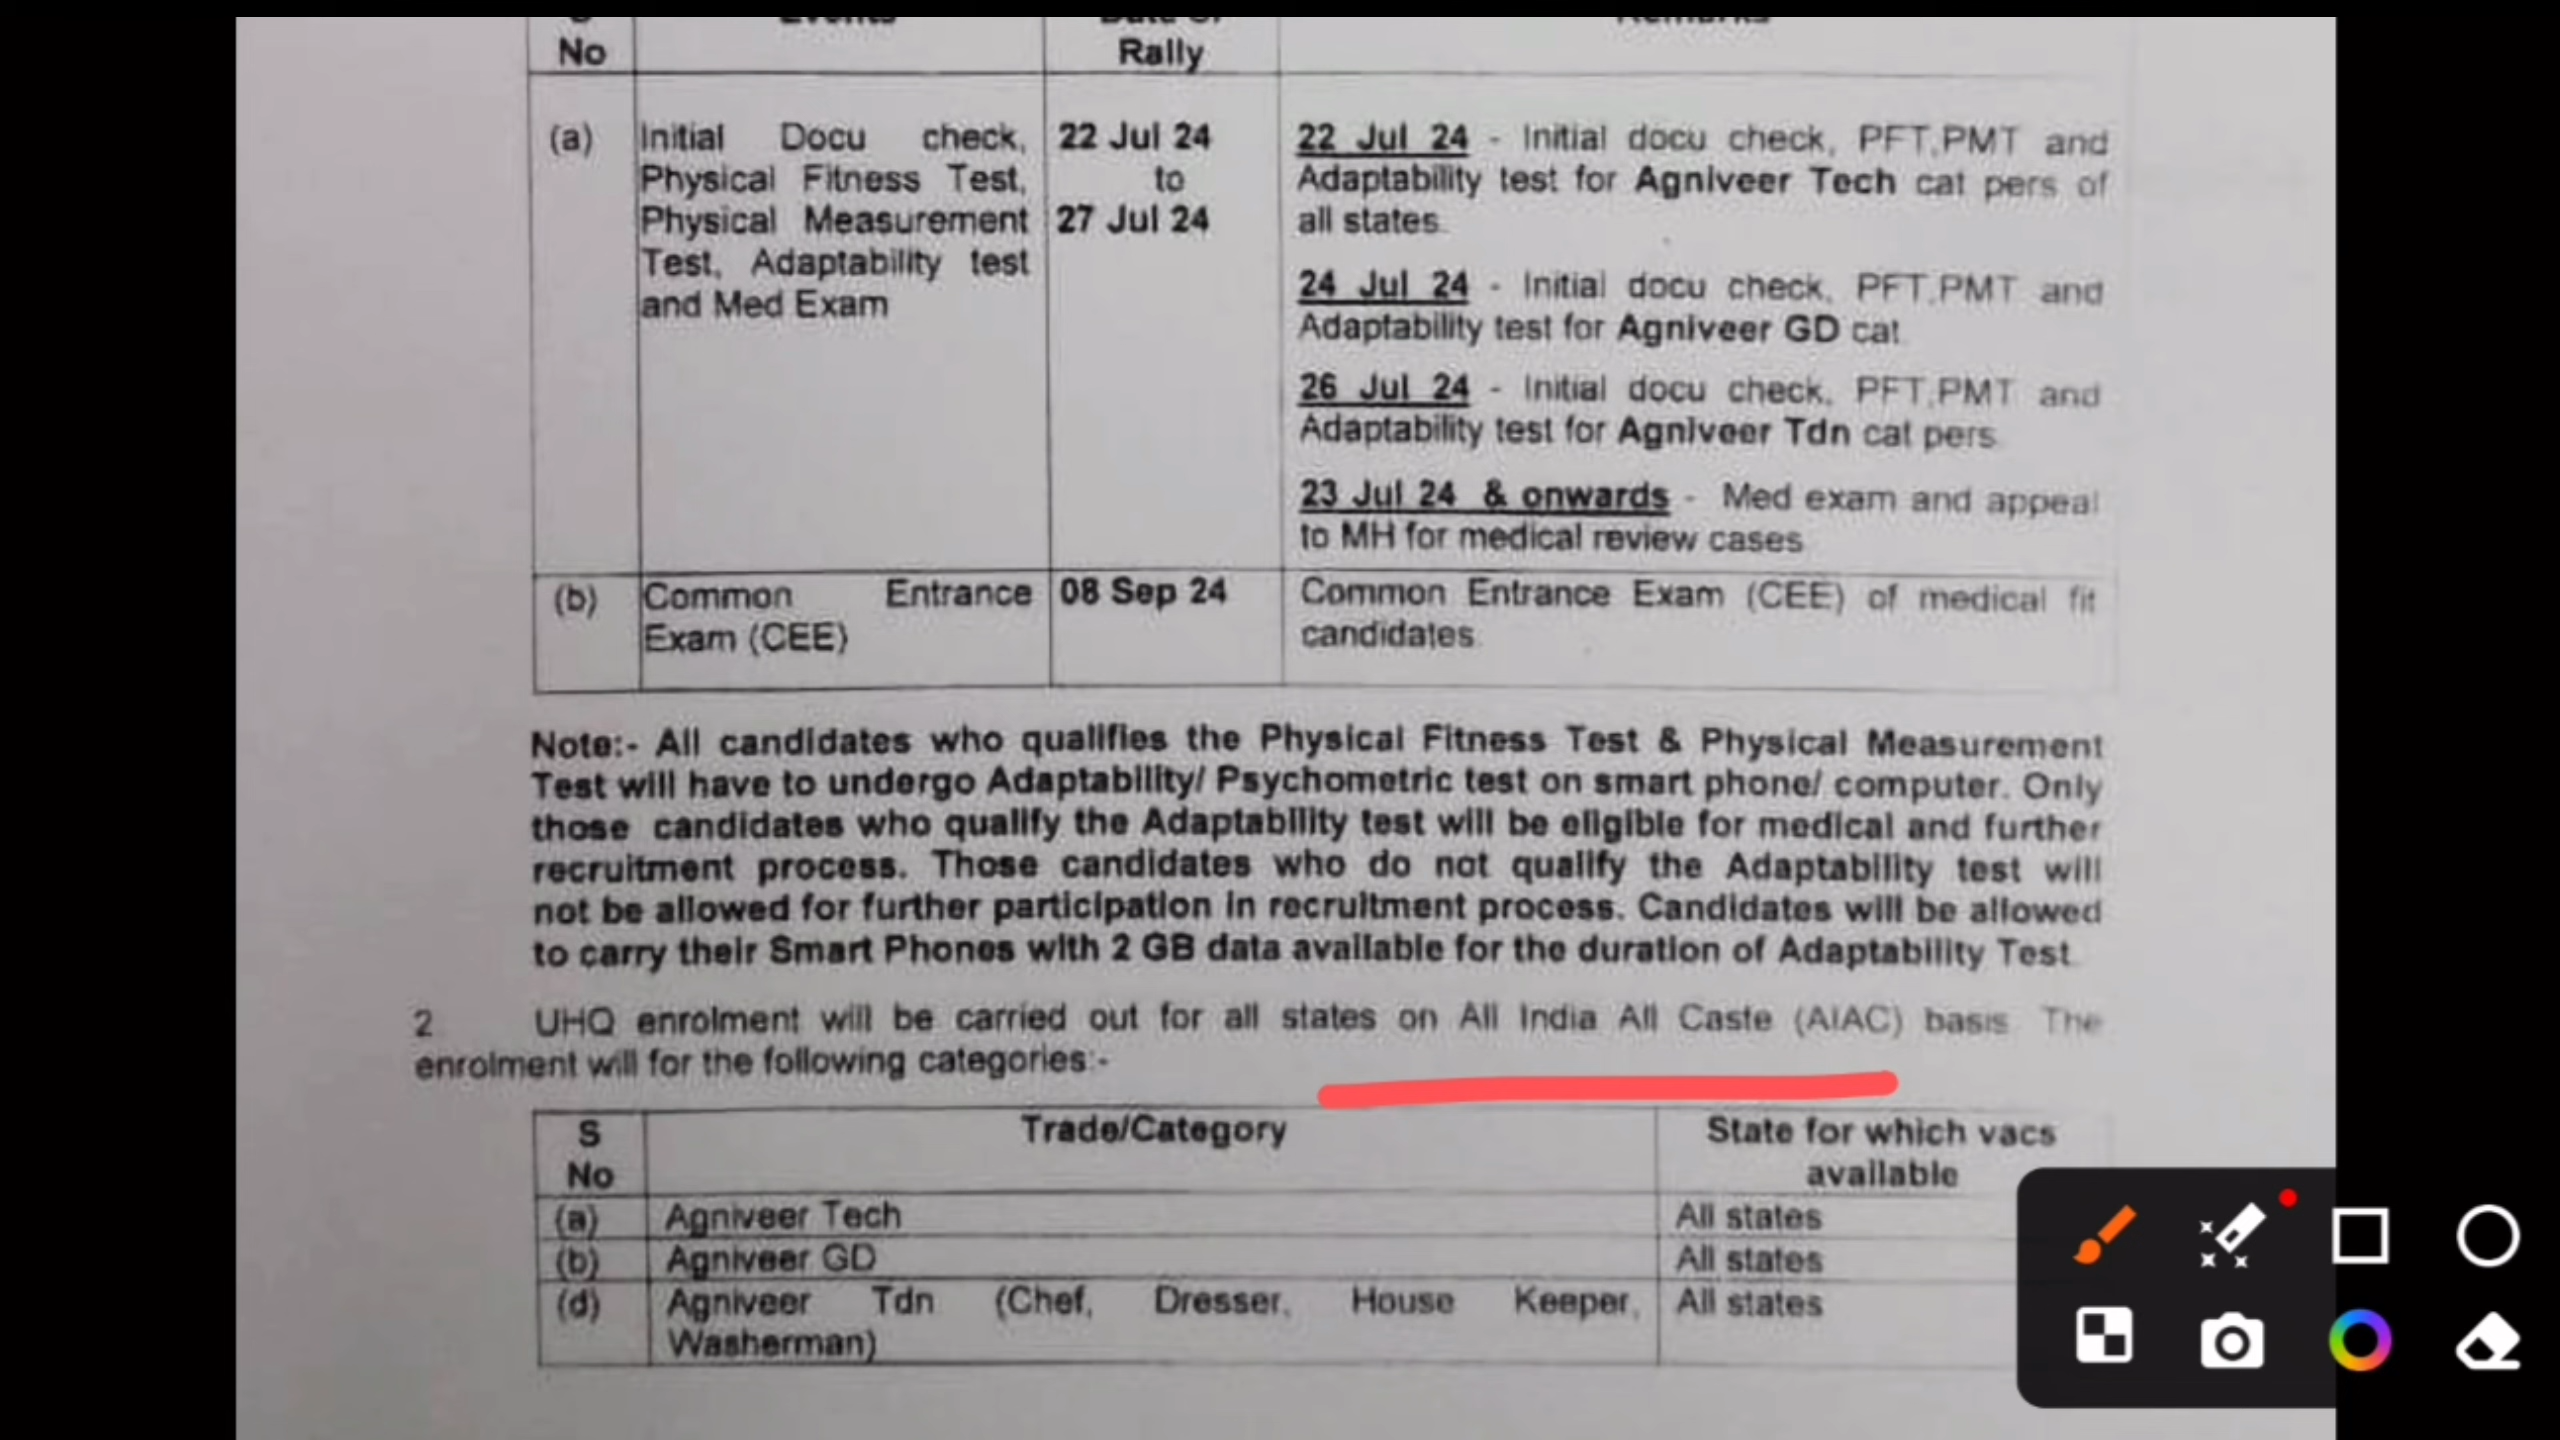 No
Rally
(a)
Initial Docu check,
Physical Fitness Test,
Physical Measurement
Test, Adaptability test
and Med Exam
22 Jul 24
to
27 Jul 24
22 Jul 24 - Initial docu check, PFT,PMT and
Adaptability test for Agniveer Tech cat pers of
all states.
24 Jul 24 - Initial docu check, PFT,PMT and
Adaptability test for Agniveer GD cat.
26 Jul 24 - Initial docu check, PFT,PMT and
Adaptability test for Agniveer Tdn cat pers.
23 Jul 24 & onwards - Med exam and appeal
to MH for medical review cases
(b)
Common Entrance
Exam (CEE)
08 Sep 24
Common Entrance Exam (CEE) of medical fit
candidates.
Note:- All candidates who qualifies the Physical Fitness Test & Physical Measurement
Test will have to undergo Adaptability/ Psychometric test on smart phone/ computer. Only
those candidates who qualify the Adaptability test will be eligible for medical and further
recruitment process. Those candidates who do not qualify the Adaptability test will
not be allowed for further participation in recruitment process. Candidates will be allowed
to carry their Smart Phones with 2 GB data available for the duration of Adaptability Test.
2 UHQ enrolment will be carried out for all states on All India All Caste (AIAC) basis. The
enrolment will for the following categories:-
S
No
Trade/Category
State for which vacs
available
(a) Agniveer Tech All states
(b) Agniveer GD All states
(d) Agniveer Tdn (Chef, Dresser, House Keeper, All states
Washerman)